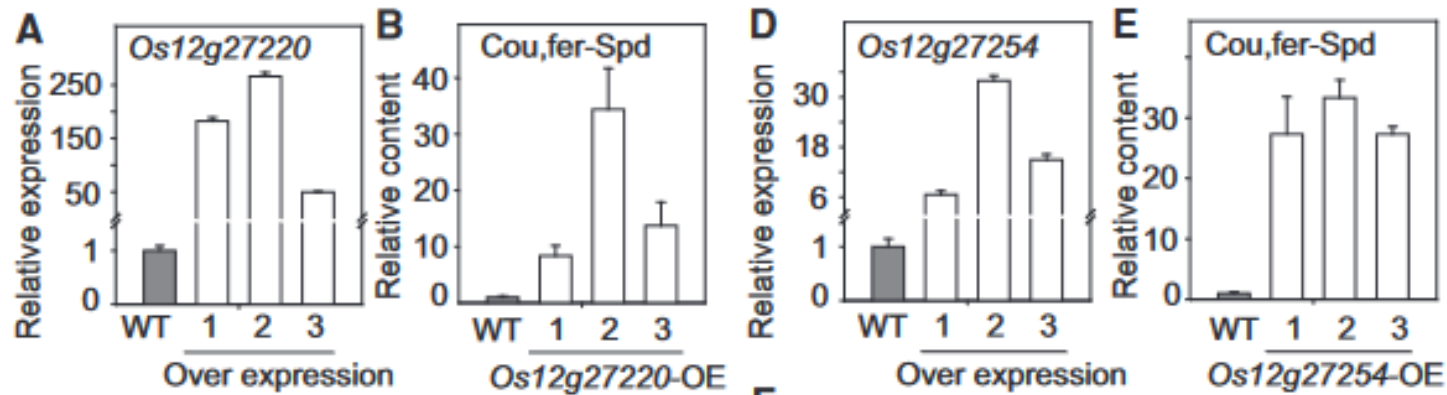 A
Os12g27220
Relative expression
250
150
50
1
0
WT 1 2 3
Over expression
B
Cou,fer-Spd
Relative content
40
30
20
10
0
WT 1 2 3
Os12g27220-OE
D
Os12g27254
Relative expression
30
18
6
1
0
WT 1 2 3
Over expression
E
Cou,fer-Spd
Relative content
30
20
10
0
WT 1 2 3
Os12g27254-OE